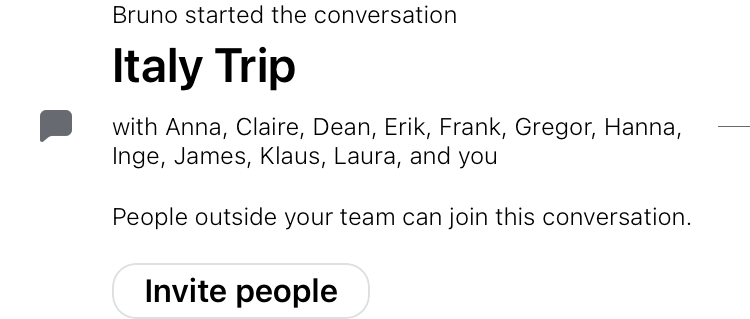 Bruno started the conversation
Italy Trip
with Anna, Claire, Dean, Erik, Frank, Gregor, Hanna,
Inge, James, Klaus, Laura, and you
People outside your team can join this conversation.
Invite people